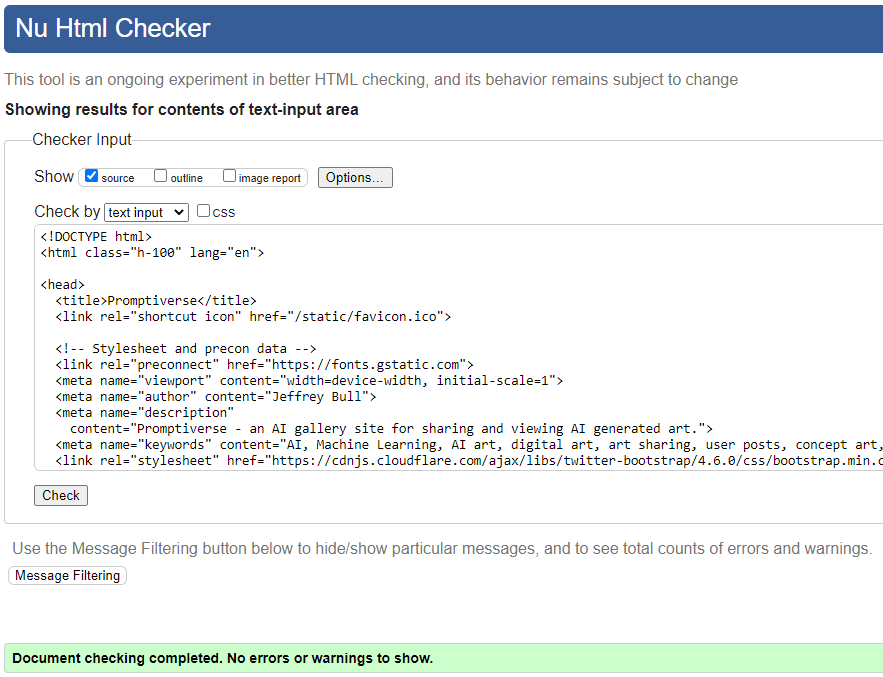 Nu Html Checker
This tool is an ongoing experiment in better HTML checking, and its behavior remains subject to change
Showing results for contents of text-input area
Checker Input
Show source outline image report Options...
Check by text input css
<!DOCTYPE html>
<html class="h-100" lang="en">
<head>
<title>Promptiverse</title>
<link rel="shortcut icon" href="/static/favicon.ico">
<!-- Stylesheet and precon data -->
<link rel="preconnect" href="https://fonts.gstatic.com">
<meta name="viewport" content="width=device-width, initial-scale=1">
<meta name="author" content="Jeffrey Bull">
<meta name="description"
content="Promptiverse - an AI gallery site for sharing and viewing AI generated art.">
<meta name="keywords" content="AI, Machine Learning, AI art, digital art, art sharing, user posts, concept art,
<link rel="stylesheet" href="https://cdnjs.cloudflare.com/ajax/libs/twitter-bootstrap/4.6.0/css/bootstrap.min.c
Check
Use the Message Filtering button below to hide/show particular messages, and to see total counts of errors and warnings.
Message Filtering
Document checking completed. No errors or warnings to show.